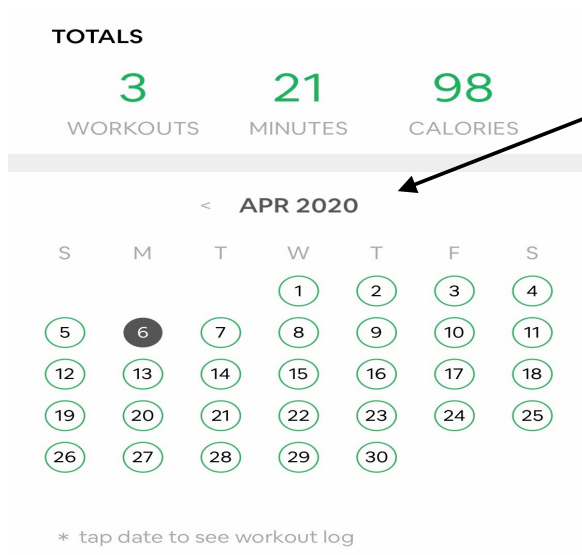 TOTALS
3 21 98
WORKOUTS MINUTES CALORIES
< APR 2020
S M T W T F S
1 2 3 4
5 6 7 8 9 10 11
12 13 14 15 16 17 18
19 20 21 22 23 24 25
26 27 28 29 30
* tap date to see workout log